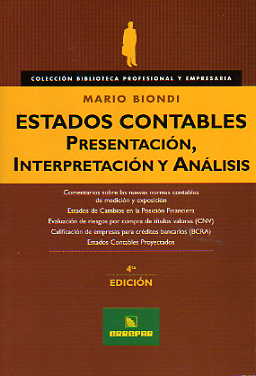 COLECCIÓN BIBLIOTECA PROFESIONAL Y EMPRESARIA
MARIO BIONDI
ESTADOS CONTABLES
PRESENTACIÓN,
INTERPRETACIÓN Y ANÁLISIS
Comentarios sobre las nuevas normas contables
de medición y exposición
Estados de Cambios en la Posición Financiera
Evaluación de riesgos por compra de títulos valores (CNV)
Calificación de empresas para créditos bancarios (BCRA)
Estados Contables Proyectados
4ta
EDICIÓN
ERREPAR